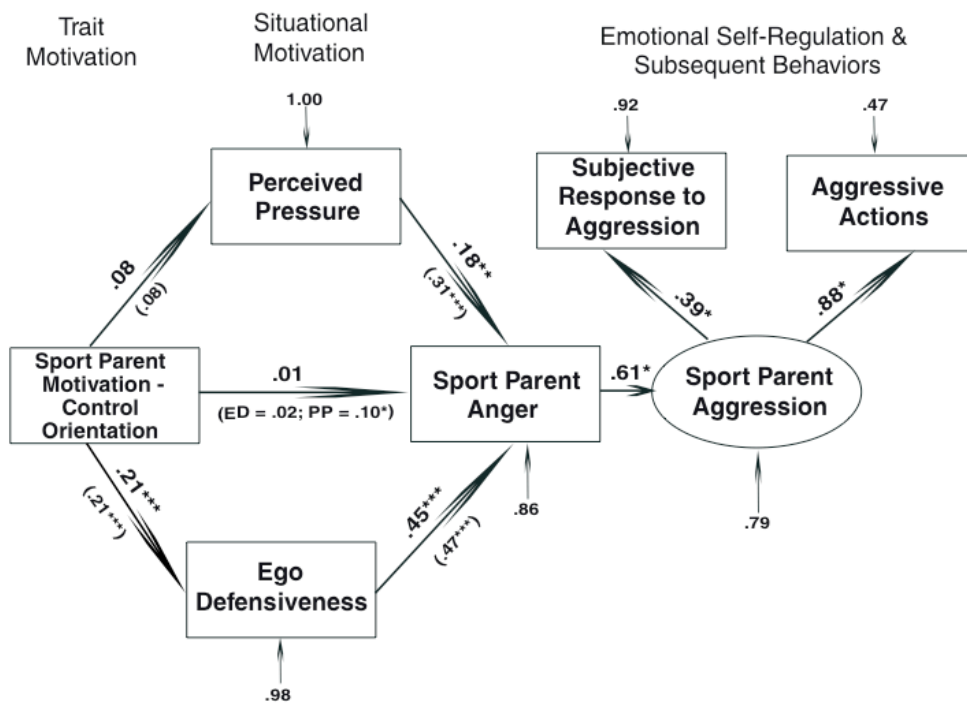 Trait
Motivation
Situational
Motivation
Emotional Self-Regulation &
Subsequent Behaviors
1.00
.92
.47
Perceived
Pressure
Subjective
Response to
Aggression
Aggressive
Actions
.08
(.08)
.18**
(.31***)
.39*
.88*
Sport Parent
Motivation -
Control
Orientation
.01
(ED = .02; PP = .10*)
Sport Parent
Anger
.61*
Sport Parent
Aggression
.21***
(.21***)
.45***
(.47***)
.86
.79
Ego
Defensiveness
.98